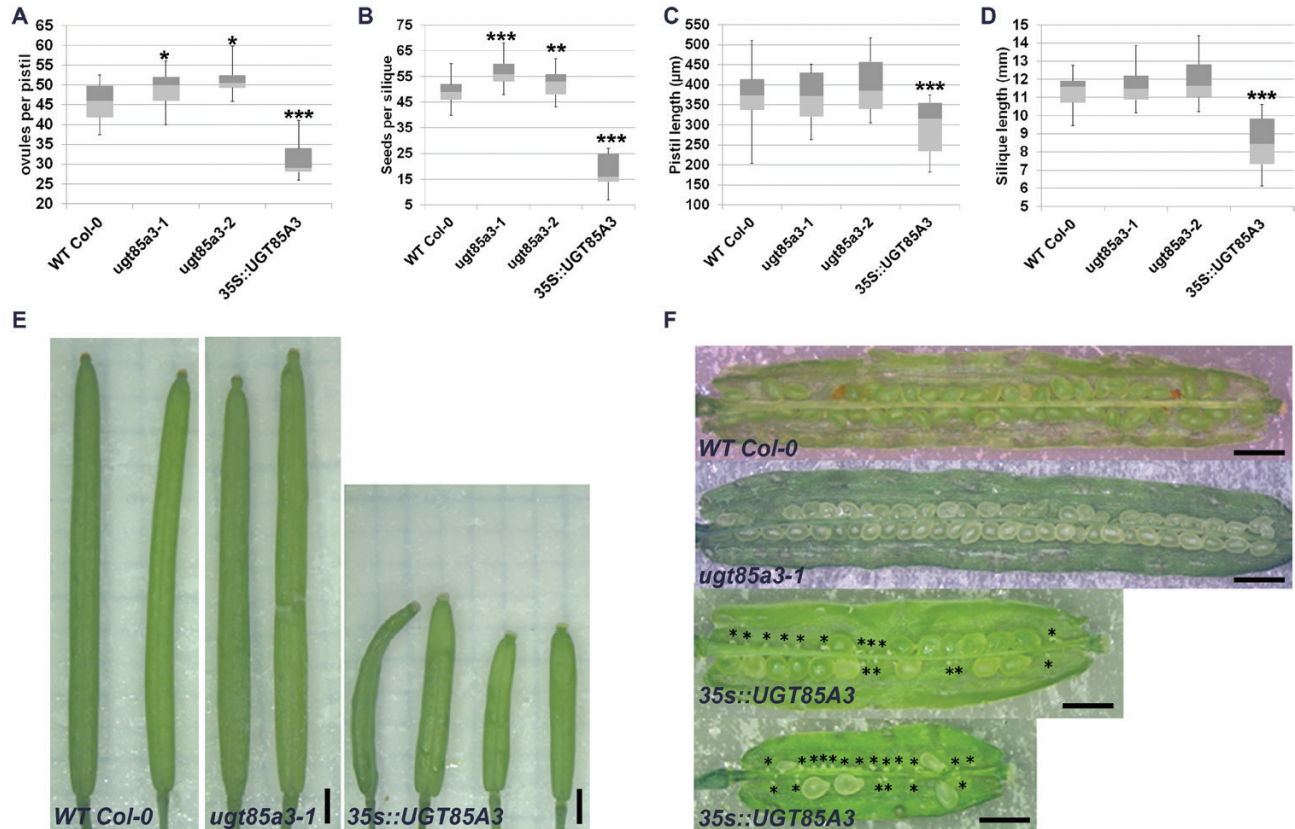 A
ovules per pistil
65
60
55
50
45
40
35
30
25
20
*
*
***
WT Col-0
ugt85a3-1
ugt85a3-2
35S::UGT85A3
B
Seeds per silique
75
65
55
45
35
25
15
5
***
**
***
WT Col-0
ugt85a3-1
ugt85a3-2
35S::UGT85A3
C
Pistil length (µm)
550
500
450
400
350
300
250
200
150
100
***
WT Col-0
ugt85a3-1
ugt85a3-2
35S::UGT85A3
D
Silique length (mm)
15
14
13
12
11
10
9
8
7
6
5
***
WT Col-0
ugt85a3-1
ugt85a3-2
35S::UGT85A3
E
WT Col-0
ugt85a3-1
35s::UGT85A3
F
WT Col-0
ugt85a3-1
* * * * * * *** *
** ** *
35s::UGT85A3
* **** * * * * * * * *
* * ** * *
35s::UGT85A3